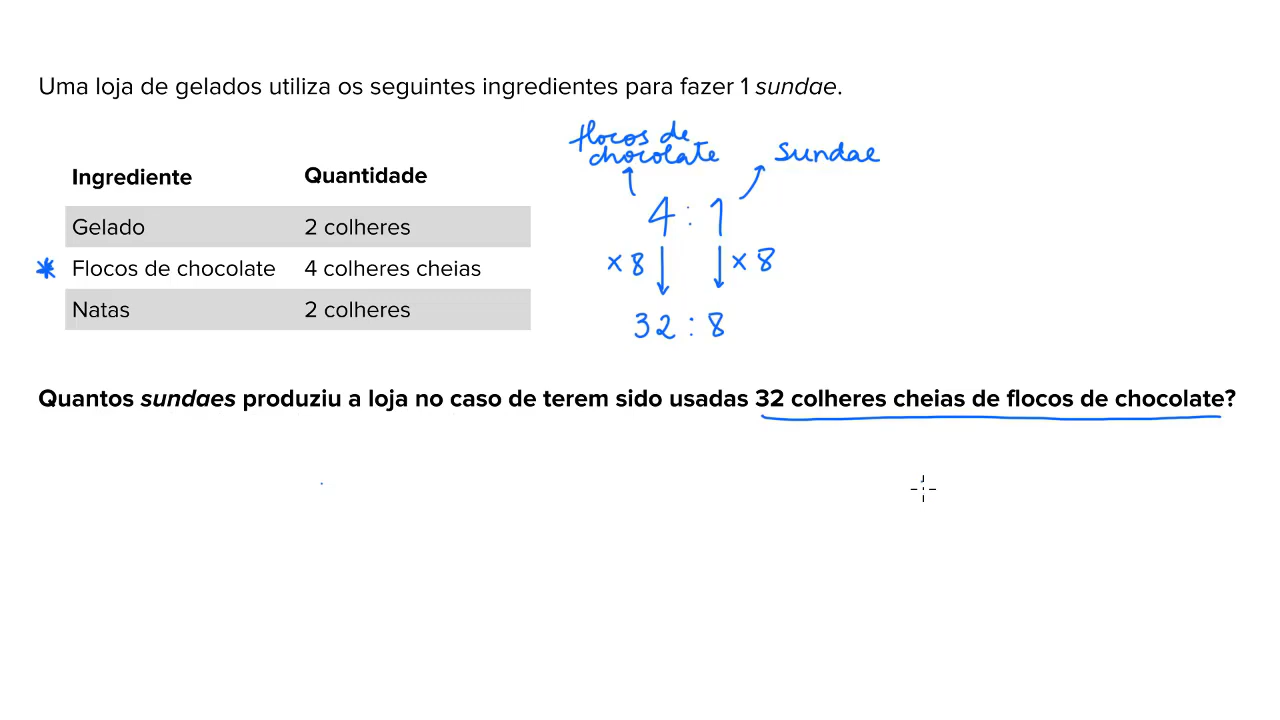 Uma loja de gelados utiliza os seguintes ingredientes para fazer 1 sundae.
flocos de
chocolate
sundae
Ingrediente Quantidade
Gelado 2 colheres
Flocos de chocolate 4 colheres cheias
Natas 2 colheres
4 : 1
× 8 × 8
32 : 8
Quantos sundaes produziu a loja no caso de terem sido usadas 32 colheres cheias de flocos de chocolate?